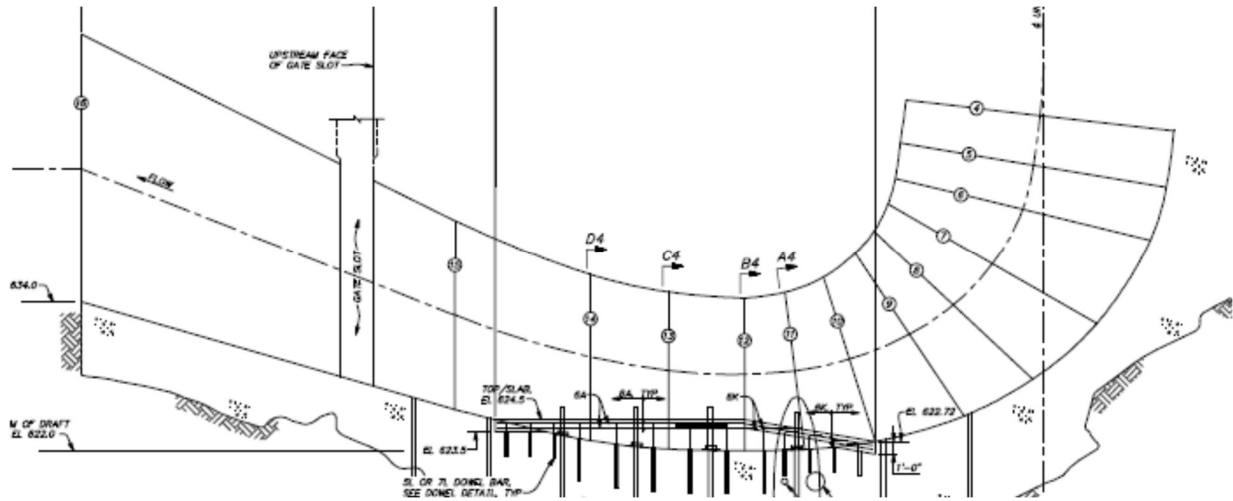 UPSTREAM FACE
OF GATE SLOT
16
4
5
6
7
8
9
10
11
12
13
14
15
FLOW
GATE SLOT
D4
C4
B4
A4
634.0
TOP/SLAB,
EL 624.5
6A
6A, TYP
6K
6K, TYP
EL 622.72
M OF DRAFT
EL 622.0
EL 623.5
1'-0"
5L OR 7L DOWEL BAR,
SEE DOWEL DETAIL, TYP